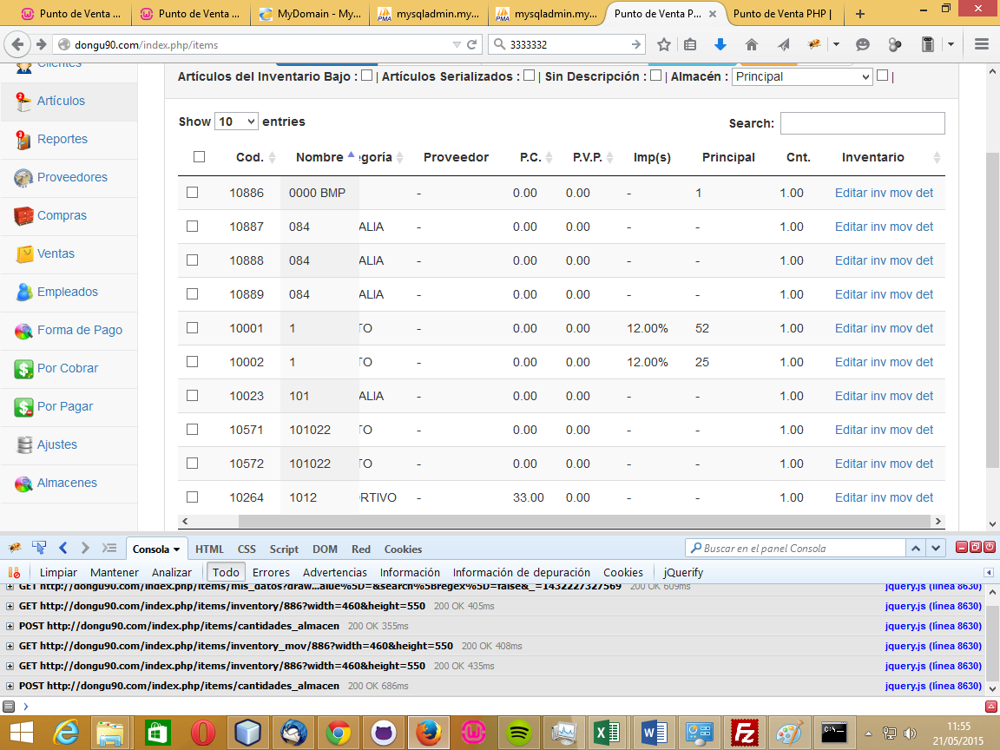 Punto de Venta ...
Punto de Venta ...
MyDomain - My...
mysqladmin.my...
mysqladmin.my...
Punto de Venta P...
Punto de Venta PHP |
dongu90.com/index.php/items
3333332
Clientes
Artículos
Reportes
Proveedores
Compras
Ventas
Empleados
Forma de Pago
Por Cobrar
Por Pagar
Ajustes
Almacenes
Artículos del Inventario Bajo : | Artículos Serializados : | Sin Descripción : | Almacén : Principal |
Show 10 entries
Search:
Cod. Nombre goría Proveedor P.C. P.V.P. Imp(s) Principal Cnt. Inventario
10886 0000 BMP - 0.00 0.00 - 1 1.00 Editar inv mov det
10887 084 ALIA - 0.00 0.00 - - 1.00 Editar inv mov det
10888 084 ALIA - 0.00 0.00 - - 1.00 Editar inv mov det
10889 084 ALIA - 0.00 0.00 - - 1.00 Editar inv mov det
10001 1 TO - 0.00 0.00 12.00% 52 1.00 Editar inv mov det
10002 1 TO - 0.00 0.00 12.00% 25 1.00 Editar inv mov det
10023 101 ALIA - 0.00 0.00 - - 1.00 Editar inv mov det
10571 101022 TO - 0.00 0.00 - - 1.00 Editar inv mov det
10572 101022 TO - 0.00 0.00 - - 1.00 Editar inv mov det
10264 1012 RTIVO - 33.00 0.00 - - 1.00 Editar inv mov det
Consola HTML CSS Script DOM Red Cookies
Buscar en el panel Consola
Limpiar Mantener Analizar Todo Errores Advertencias Información Información de depuración Cookies jQuerify
GET http://dongu90.com/index.php/items/mis_datos?draw...alue%5D=&search%5Bregex%5D=false&_=1432227327569 200 OK 609ms jquery.js (línea 8630)
GET http://dongu90.com/index.php/items/inventory/886?width=460&height=550 200 OK 405ms jquery.js (línea 8630)
POST http://dongu90.com/index.php/items/cantidades_almacen 200 OK 355ms jquery.js (línea 8630)
GET http://dongu90.com/index.php/items/inventory_mov/886?width=460&height=550 200 OK 408ms jquery.js (línea 8630)
GET http://dongu90.com/index.php/items/inventory/886?width=460&height=550 200 OK 435ms jquery.js (línea 8630)
POST http://dongu90.com/index.php/items/cantidades_almacen 200 OK 686ms jquery.js (línea 8630)
11:55
21/05/2015